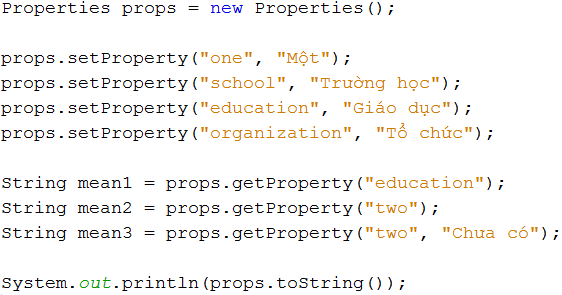 Properties props = new Properties();
props.setProperty("one", "Một");
props.setProperty("school", "Trường học");
props.setProperty("education", "Giáo dục");
props.setProperty("organization", "Tổ chức");
String mean1 = props.getProperty("education");
String mean2 = props.getProperty("two");
String mean3 = props.getProperty("two", "Chưa có");
System.out.println(props.toString());